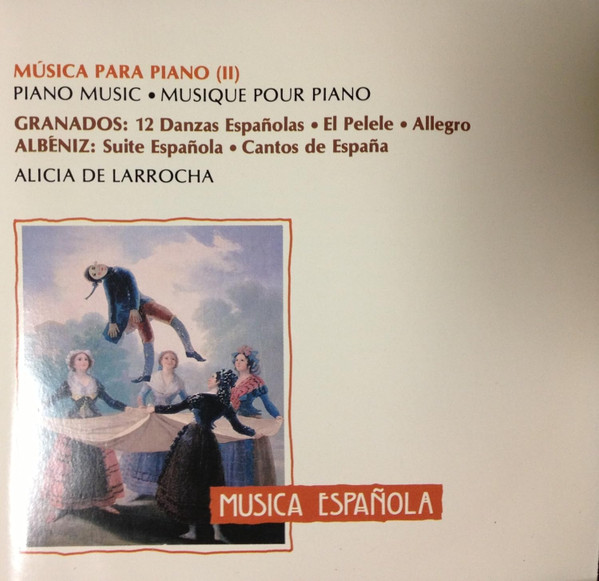 MÚSICA PARA PIANO (II)
PIANO MUSIC • MUSIQUE POUR PIANO
GRANADOS: 12 Danzas Españolas • El Pelele • Allegro
ALBÉNIZ: Suite Española • Cantos de España
ALICIA DE LARROCHA
MUSICA ESPAÑOLA